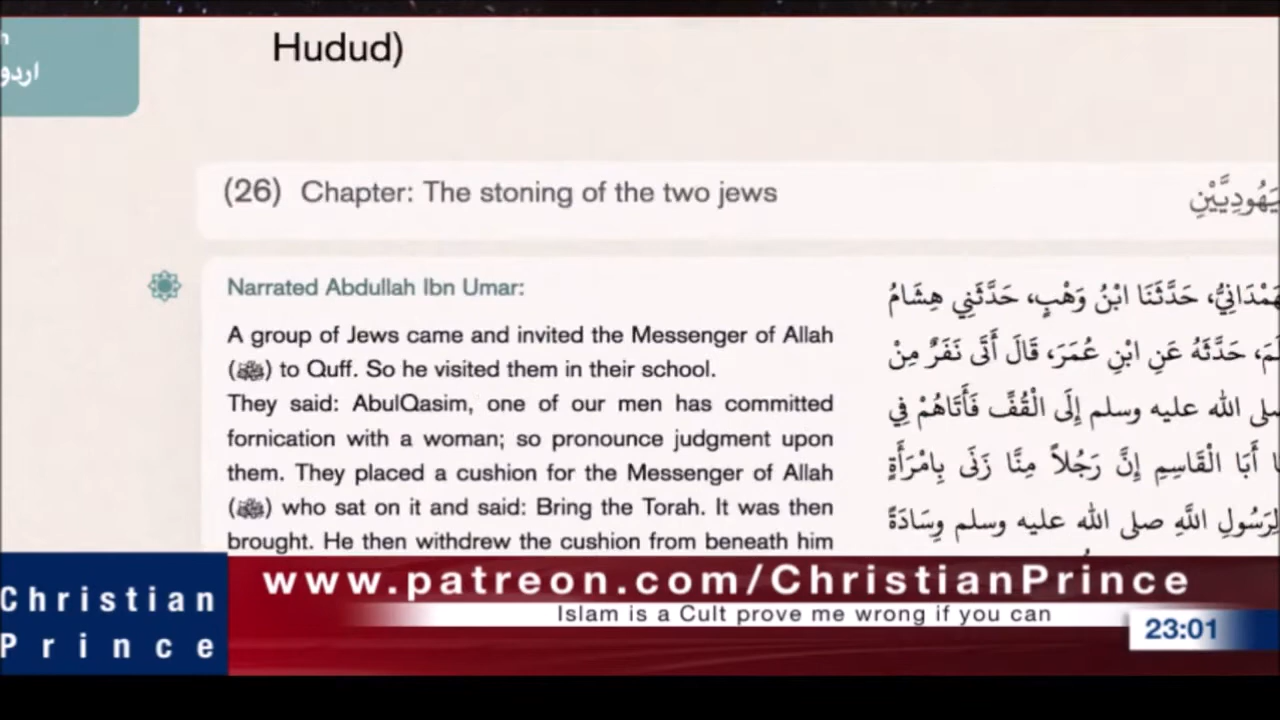 Hudud)
اردو
(26) Chapter: The stoning of the two jews
Narrated Abdullah Ibn Umar:
A group of Jews came and invited the Messenger of Allah
(ﷺ) to Quff. So he visited them in their school.
They said: AbulQasim, one of our men has committed
fornication with a woman; so pronounce judgment upon
them. They placed a cushion for the Messenger of Allah
(ﷺ) who sat on it and said: Bring the Torah. It was then
brought. He then withdrew the cushion from beneath him
حَدَّثَنَا ابْنُ وَهْبٍ، حَدَّثَنِي هِشَامُ
حَدَّثَهُ عَنِ ابْنِ عُمَرَ، قَالَ أَتَى نَفَرٌ مِنْ
الله عليه وسلم إِلَى الْقُفِّ فَأَتَاهُمْ فِي
أَبَا الْقَاسِمِ إِنَّ رَجُلاً مِنَّا زَنَى بِامْرَأَةٍ
لِرَسُولِ اللَّهِ صلى الله عليه وسلم وِسَادَةً
www.patreon.com/ChristianPrince
Islam is a Cult prove me wrong if you can
Christian
Prince
23:01